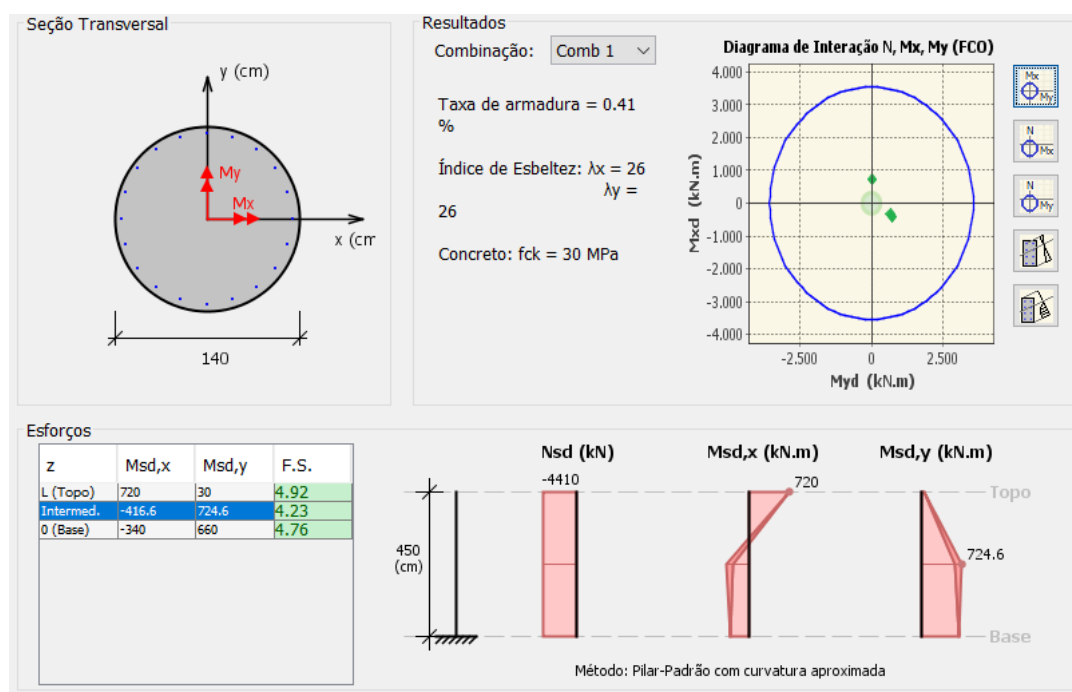 Seção Transversal
y (cm)
My
Mx
x (cm
140
Resultados
Combinação: Comb 1
Taxa de armadura = 0.41
%
Índice de Esbeltez: λx = 26
λy =
26
Concreto: fck = 30 MPa
Diagrama de Interação N, Mx, My (FCO)
4.000
3.000
2.000
1.000
0
-1.000
-2.000
-3.000
-4.000
Mxd (kN.m)
-2.500 0 2.500
Myd (kN.m)
Mx
My
N
Mx
N
My
Esforços
z Msd,x Msd,y F.S.
L (Topo) 720 30 4.92
Intermed. -416.6 724.6 4.23
0 (Base) -340 660 4.76
Nsd (kN) Msd,x (kN.m) Msd,y (kN.m)
-4410 720
Topo
450
(cm)
724.6
Base
Método: Pilar-Padrão com curvatura aproximada